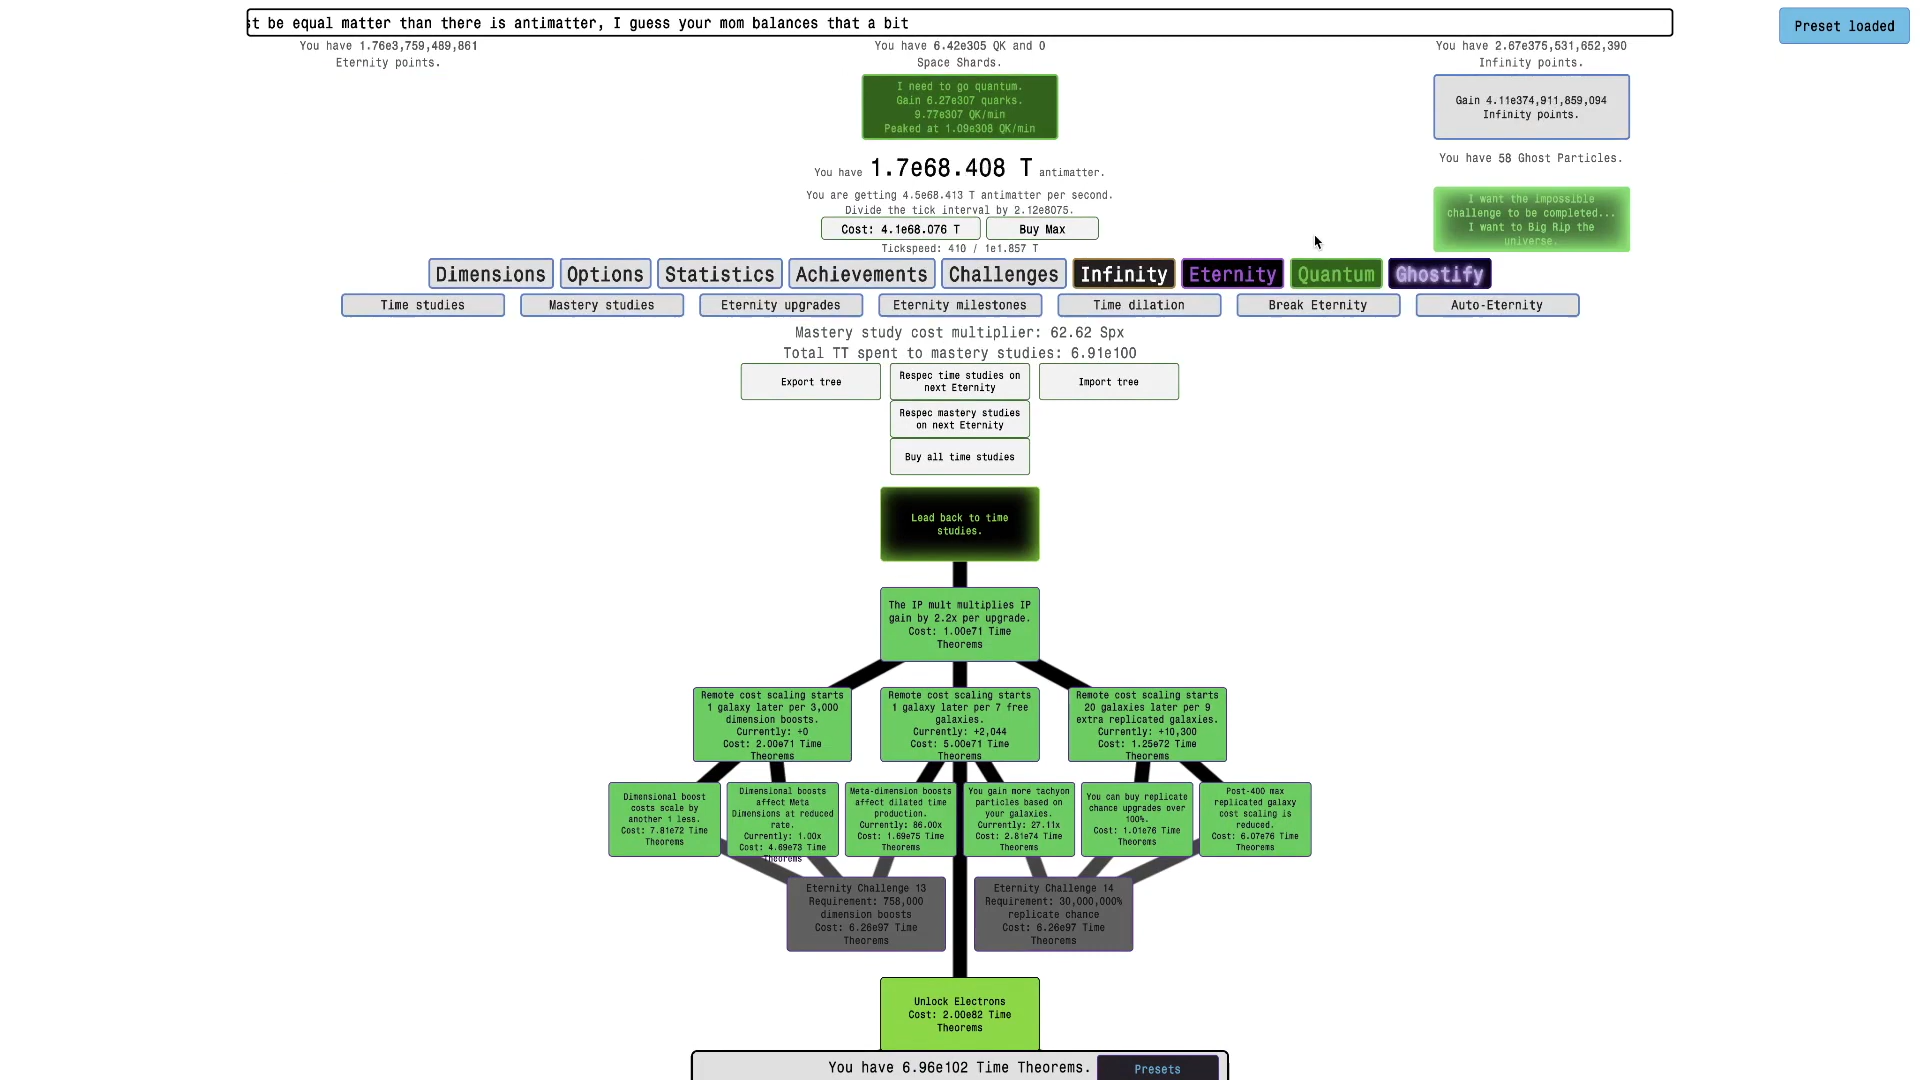 t be equal matter than there is antimatter, I guess your mom balances that a bit
Preset loaded
You have 1.76e3,759,489,861
Eternity points.
You have 6.42e305 QK and 0
Space Shards.
You have 2.67e375,531,652,390
Infinity points.
I need to go quantum.
Gain 6.27e307 quarks.
9.77e307 QK/min
Peaked at 1.09e308 QK/min
Gain 4.11e374,911,859,094
Infinity points.
You have 58 Ghost Particles.
You have 1.7e68.408 T antimatter.
You are getting 4.5e68.413 T antimatter per second.
Divide the tick interval by 2.12e8075.
Cost: 4.1e68.076 T
Buy Max
Tickspeed: 410 / 1e1.857 T
I want the impossible
challenge to be completed...
I want to Big Rip the
universe.
Dimensions
Options
Statistics
Achievements
Challenges
Infinity
Eternity
Quantum
Ghostify
Time studies
Mastery studies
Eternity upgrades
Eternity milestones
Time dilation
Break Eternity
Auto-Eternity
Mastery study cost multiplier: 62.62 Spx
Total TT spent to mastery studies: 6.91e100
Export tree
Respec time studies on
next Eternity
Import tree
Respec mastery studies
on next Eternity
Buy all time studies
Lead back to time
studies.
The IP mult multiplies IP
gain by 2.2x per upgrade.
Cost: 1.00e71 Time
Theorems
Remote cost scaling starts
1 galaxy later per 3,000
dimension boosts.
Currently: +0
Cost: 2.00e71 Time
Theorems
Remote cost scaling starts
1 galaxy later per 7 free
galaxies.
Currently: +2,044
Cost: 5.00e71 Time
Theorems
Remote cost scaling starts
20 galaxies later per 9
extra replicated galaxies.
Currently: +10,300
Cost: 1.25e72 Time
Theorems
Dimensional boost
costs scale by
another 1 less.
Cost: 7.81e72 Time
Theorems
Dimensional boosts
affect Meta
Dimensions at reduced
rate.
Currently: 1.00x
Cost: 4.69e73 Time
Theorems
Meta-dimension boosts
affect dilated time
production.
Currently: 86.00x
Cost: 1.69e75 Time
Theorems
You gain more tachyon
particles based on
your galaxies.
Currently: 27.11x
Cost: 2.81e74 Time
Theorems
You can buy replicate
chance upgrades over
100%.
Cost: 1.01e76 Time
Theorems
Post-400 max
replicated galaxy
cost scaling is
reduced.
Cost: 6.07e76 Time
Theorems
Eternity Challenge 13
Requirement: 758,000
dimension boosts
Cost: 6.26e97 Time
Theorems
Eternity Challenge 14
Requirement: 30,000,000%
replicate chance
Cost: 6.26e97 Time
Theorems
Unlock Electrons
Cost: 2.00e82 Time
Theorems
You have 6.96e102 Time Theorems.
Presets